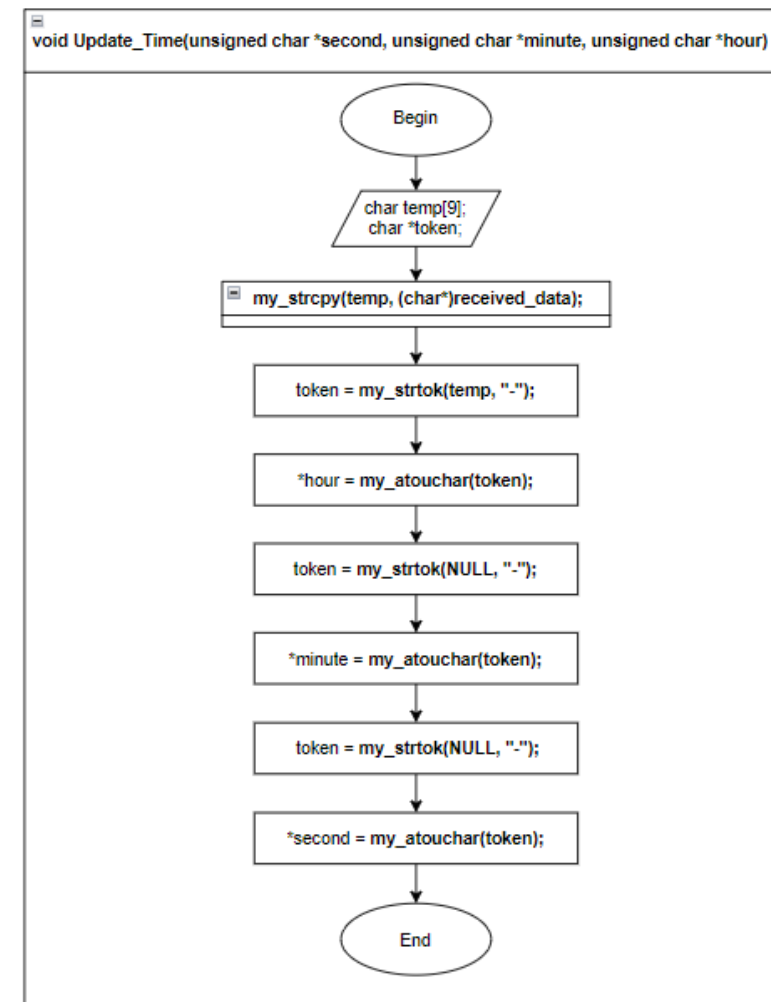 void Update_Time(unsigned char *second, unsigned char *minute, unsigned char *hour)
Begin
char temp[9];
char *token;
my_strcpy(temp, (char*)received_data);
token = my_strtok(temp, "-");
*hour = my_atouchar(token);
token = my_strtok(NULL, "-");
*minute = my_atouchar(token);
token = my_strtok(NULL, "-");
*second = my_atouchar(token);
End